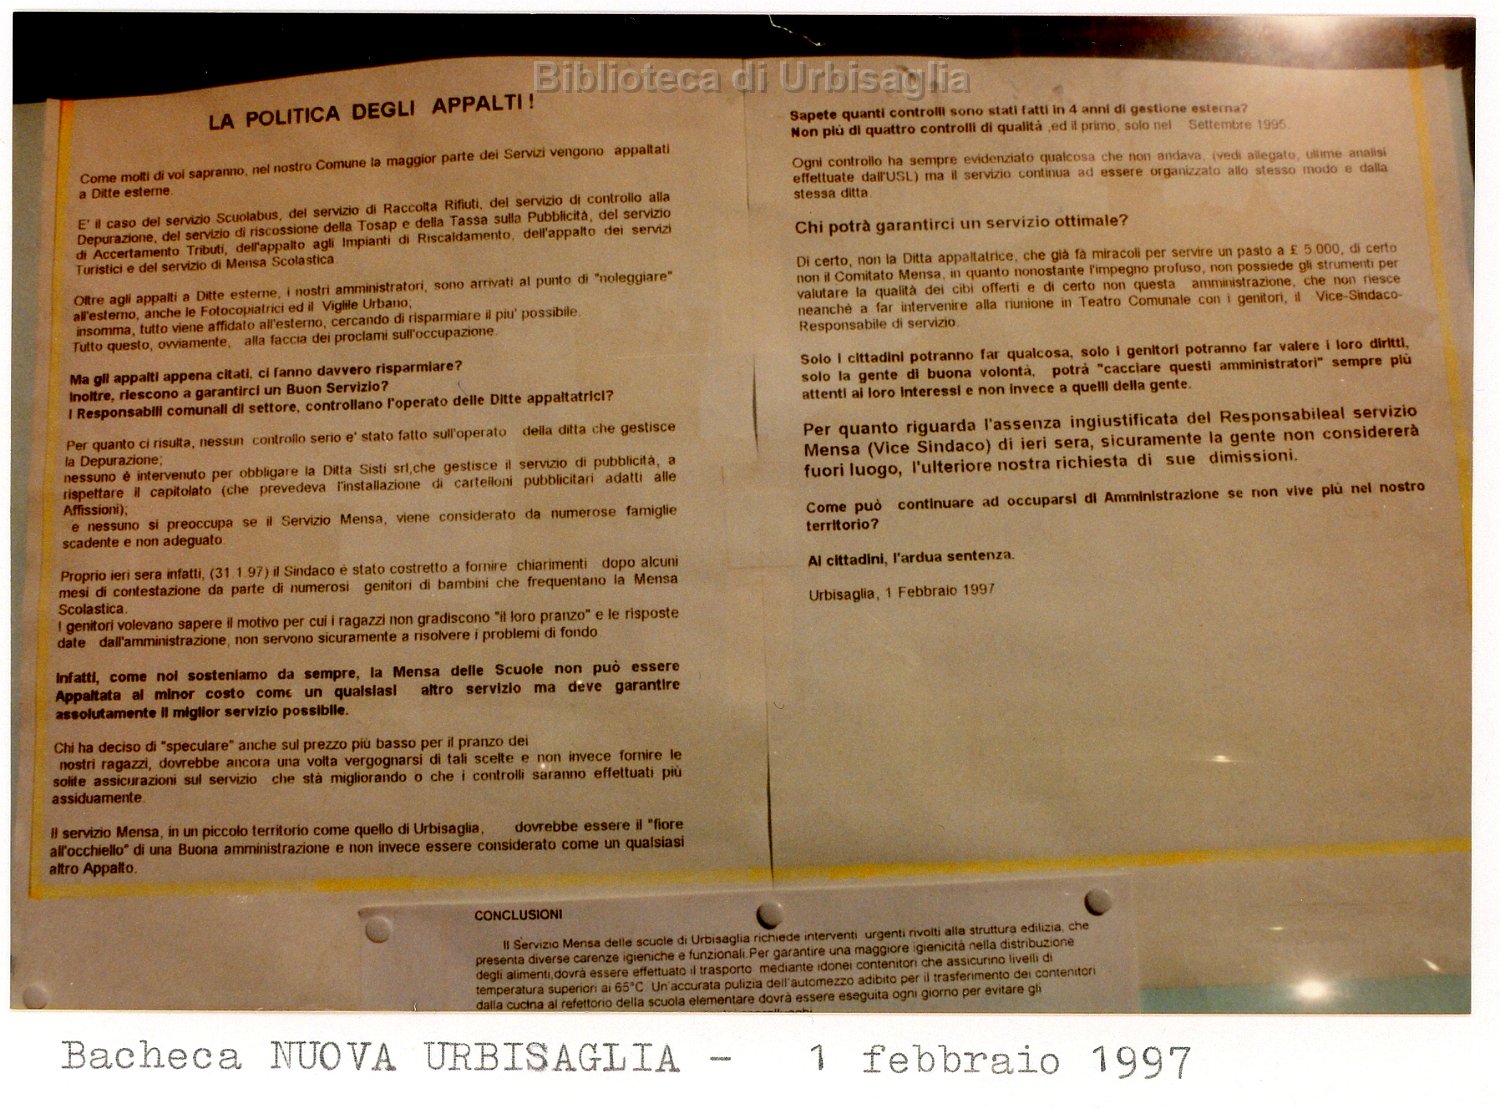 Biblioteca di Urbisaglia
LA POLITICA DEGLI APPALTI !
Come molti di voi sapranno, nel nostro Comune la maggior parte dei Servizi vengono appaltati
a Ditte esterne.
E' il caso del servizio Scuolabus, del servizio di Raccolta Rifiuti, del servizio di controllo alla
Depurazione, del servizio di riscossione della Tosap e della Tassa sulla Pubblicità, del servizio
di Accertamento Tributi, dell'appalto agli Impianti di Riscaldamento, dell'appalto dei servizi
Turistici e del servizio di Mensa Scolastica.
Oltre agli appalti a Ditte esterne, i nostri amministratori, sono arrivati al punto di "noleggiare"
all'esterno, anche le Fotocopiatrici ed il Viglile Urbano,
insomma, tutto viene affidato all'esterno, cercando di risparmiare il piu' possibile.
Tutto questo, ovviamente, alla faccia dei proclami sull'occupazione.
Ma gli appalti appena citati, ci fanno davvero risparmiare?
Inoltre, riescono a garantirci un Buon Servizio?
I Responsabili comunali di settore, controllano l'operato delle Ditte appaltatrici?
Per quanto ci risulta, nessun controllo serio e' stato fatto sull'operato della ditta che gestisce
la Depurazione;
nessuno è intervenuto per obbligare la Ditta Sisti srl,che gestisce il servizio di pubblicità, a
rispettare il capitolato (che prevedeva l'installazione di cartelloni pubblicitari adatti alle
Affissioni);
e nessuno si preoccupa se il Servizio Mensa, viene considerato da numerose famiglie
scadente e non adeguato.
Proprio ieri sera infatti, (31.1.97) il Sindaco è stato costretto a fornire chiarimenti dopo alcuni
mesi di contestazione da parte di numerosi genitori di bambini che frequentano la Mensa
Scolastica.
I genitori volevano sapere il motivo per cui i ragazzi non gradiscono "il loro pranzo" e le risposte
date dall'amministrazione, non servono sicuramente a risolvere i problemi di fondo.
Infatti, come noi sosteniamo da sempre, la Mensa delle Scuole non può essere
Appaltata al minor costo come un qualsiasi altro servizio ma deve garantire
assolutamente il miglior servizio possibile.
Chi ha deciso di "speculare" anche sul prezzo più basso per il pranzo dei
nostri ragazzi, dovrebbe ancora una volta vergognarsi di tali scelte e non invece fornire le
solite assicurazioni sul servizio che stà migliorando o che i controlli saranno effettuati più
assiduamente.
Il servizio Mensa, in un piccolo territorio come quello di Urbisaglia, dovrebbe essere il "fiore
all'occhiello" di una Buona amministrazione e non invece essere considerato come un qualsiasi
altro Appalto.
Sapete quanti controlli sono stati fatti in 4 anni di gestione esterna?
Non più di quattro controlli di qualità ,ed il primo, solo nel Settembre 1995.
Ogni controllo ha sempre evidenziato qualcosa che non andava, (vedi allegato, ultime analisi
effettuate dall'USL) ma il servizio continua ad essere organizzato allo stesso modo e dalla
stessa ditta.
Chi potrà garantirci un servizio ottimale?
Di certo, non la Ditta appaltatrice, che già fà miracoli per servire un pasto a £ 5.000, di certo
non il Comitato Mensa, in quanto nonostante l'impegno profuso, non possiede gli strumenti per
valutare la qualità dei cibi offerti e di certo non questa amministrazione, che non riesce
neanche a far intervenire alla riunione in Teatro Comunale con i genitori, il Vice-Sindaco-
Responsabile di servizio.
Solo i cittadini potranno far qualcosa, solo i genitori potranno far valere i loro diritti,
solo la gente di buona volontà, potrà "cacciare questi amministratori" sempre più
attenti ai loro interessi e non invece a quelli della gente.
Per quanto riguarda l'assenza ingiustificata del Responsabileal servizio
Mensa (Vice Sindaco) di ieri sera, sicuramente la gente non considererà
fuori luogo, l'ulteriore nostra richiesta di sue dimissioni.
Come può continuare ad occuparsi di Amministrazione se non vive più nel nostro
territorio?
Ai cittadini, l'ardua sentenza.
Urbisaglia, 1 Febbraio 1997
CONCLUSIONI
Il Servizio Mensa delle scuole di Urbisaglia richiede interventi urgenti rivolti alla struttura edilizia, che
presenta diverse carenze igieniche e funzionali.Per garantire una maggiore igienicità nella distribuzione
degli alimenti,dovrà essere effettuato il trasporto mediante idonei contenitori che assicurino livelli di
temperatura superiori ai 65°C. Un'accurata pulizia dell'automezzo adibito per il trasferimento dei contenitori
dalla cucina al refettorio della scuola elementare dovrà essere eseguita ogni giorno per evitare gli
Bacheca NUOVA URBISAGLIA - 1 febbraio 1997